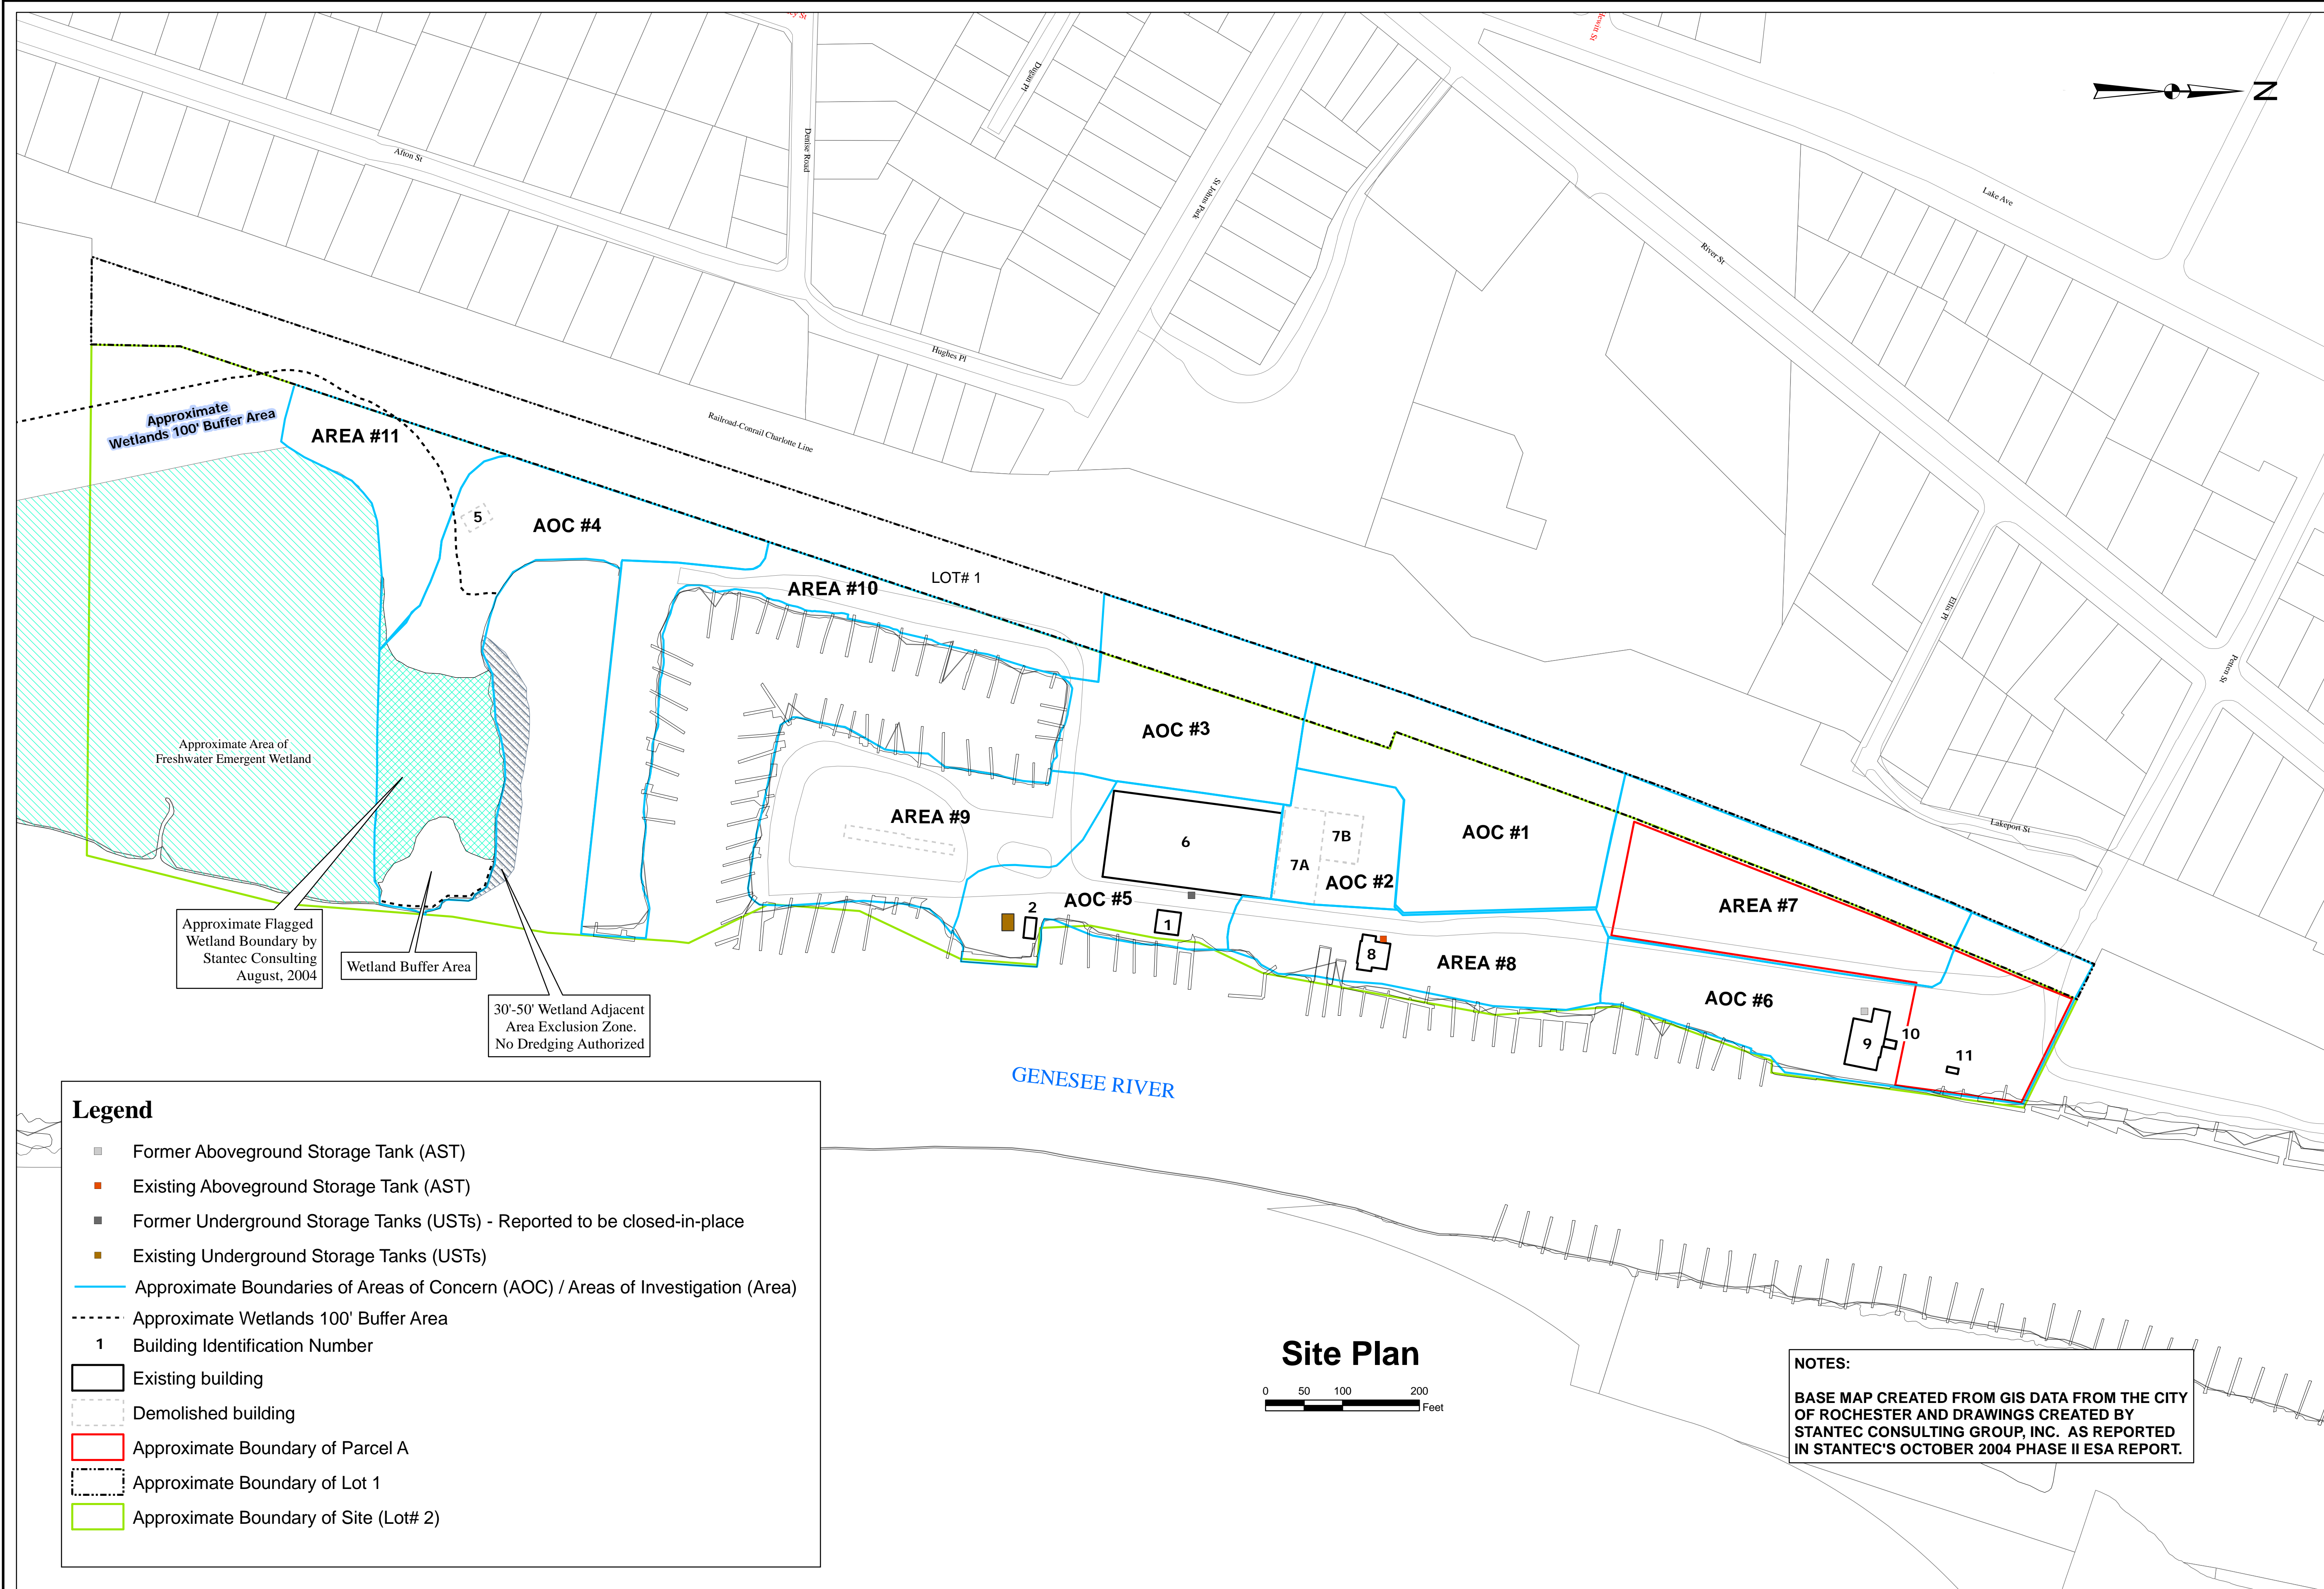 Dugan Pl
Denise Road
Afton St
St Johns Park
N
Lake Ave
River St
Hughes Pl
Railroad-Conrail Charlotte Line
Approximate
Wetlands 100' Buffer Area
AREA #11
5
AOC #4
AREA #10
LOT# 1
Ellis Pl
Petten St
Lakeport St
AOC #3
Approximate Area of
Freshwater Emergent Wetland
AREA #9
6
7B
7A
AOC #2
AOC #1
AREA #7
AOC #5
2
1
8
AREA #8
AOC #6
9
10
11
Approximate Flagged
Wetland Boundary by
Stantec Consulting
August, 2004
Wetland Buffer Area
30'-50' Wetland Adjacent
Area Exclusion Zone.
No Dredging Authorized
GENESEE RIVER
Legend
Former Aboveground Storage Tank (AST)
Existing Aboveground Storage Tank (AST)
Former Underground Storage Tanks (USTs) - Reported to be closed-in-place
Existing Underground Storage Tanks (USTs)
Approximate Boundaries of Areas of Concern (AOC) / Areas of Investigation (Area)
Approximate Wetlands 100' Buffer Area
1 Building Identification Number
Existing building
Demolished building
Approximate Boundary of Parcel A
Approximate Boundary of Lot 1
Approximate Boundary of Site (Lot# 2)
Site Plan
0 50 100 200
Feet
NOTES:
BASE MAP CREATED FROM GIS DATA FROM THE CITY
OF ROCHESTER AND DRAWINGS CREATED BY
STANTEC CONSULTING GROUP, INC. AS REPORTED
IN STANTEC'S OCTOBER 2004 PHASE II ESA REPORT.